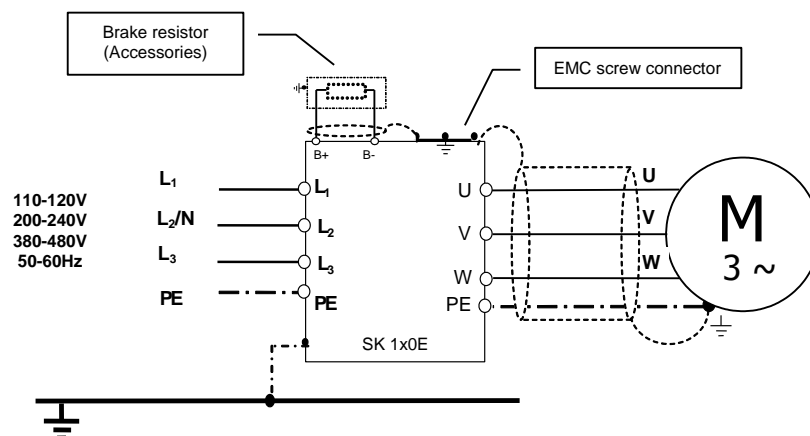 Brake resistor
(Accessories)
EMC screw connector
B+ B-
110-120V
200-240V
380-480V
50-60Hz
L1
L2/N
L3
PE
L1
L2
L3
PE
U
V
W
PE
U
V
W
M
3 ~
SK 1x0E